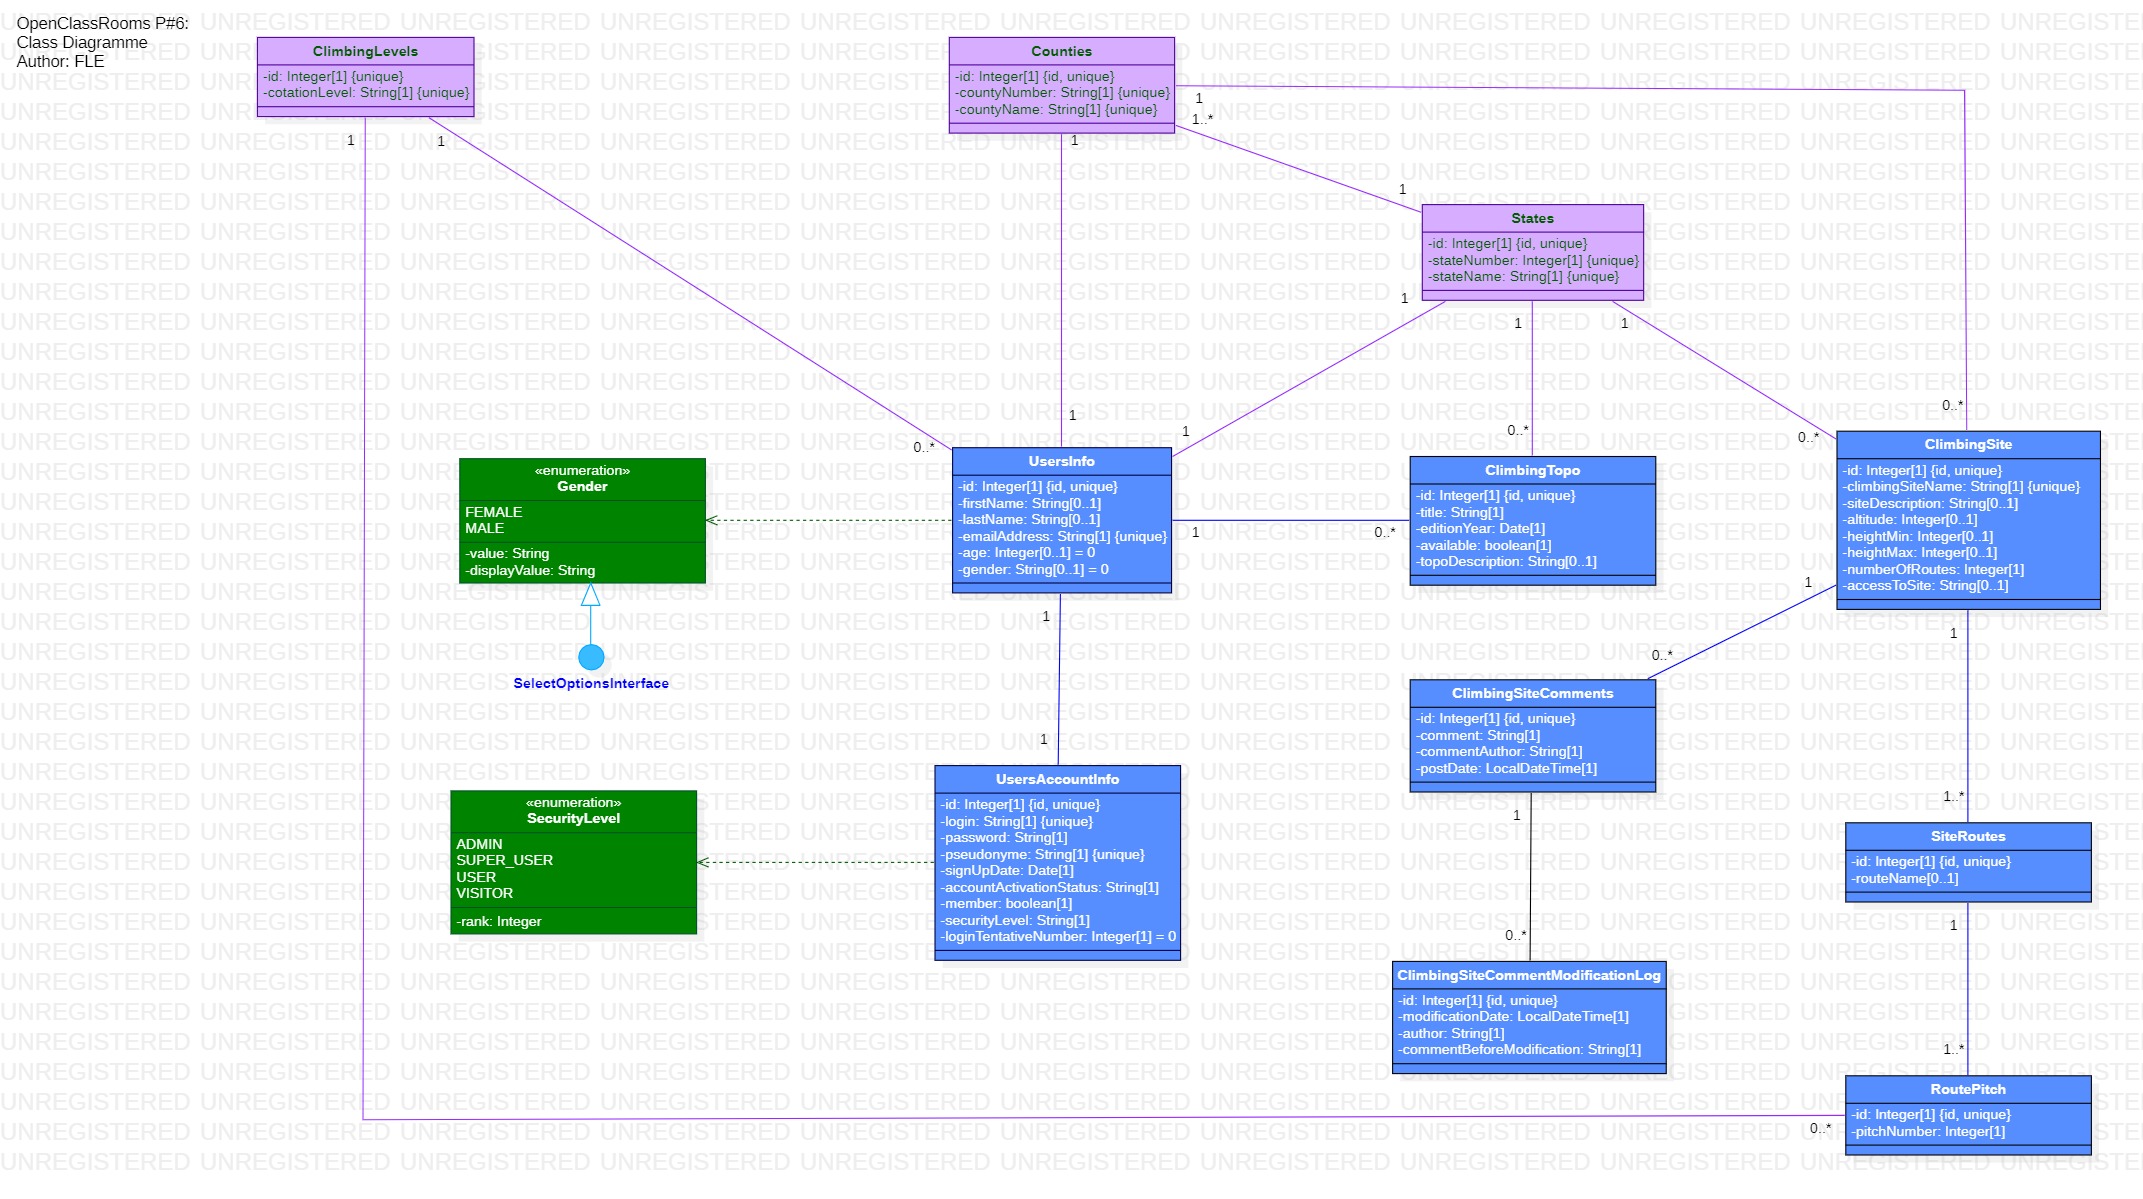 OpenClassRooms P#6:
Class Diagramme
Author: FLE
ClimbingLevels
-id: Integer[1] {unique}
-cotationLevel: String[1] {unique}
1
1
Counties
-id: Integer[1] {id, unique}
-countyNumber: String[1] {unique}
-countyName: String[1] {unique}
1
1..*
1
1
States
-id: Integer[1] {id, unique}
-stateNumber: Integer[1] {unique}
-stateName: String[1] {unique}
1
1
1
0..*
1
1
0..*
0..*
0..*
«enumeration»
Gender
FEMALE
MALE
-value: String
-displayValue: String
SelectOptionsInterface
UsersInfo
-id: Integer[1] {id, unique}
-firstName: String[0..1]
-lastName: String[0..1]
-emailAddress: String[1] {unique}
-age: Integer[0..1] = 0
-gender: String[0..1] = 0
1
0..*
1
1
ClimbingTopo
-id: Integer[1] {id, unique}
-title: String[1]
-editionYear: Date[1]
-available: boolean[1]
-topoDescription: String[0..1]
ClimbingSite
-id: Integer[1] {id, unique}
-climbingSiteName: String[1] {unique}
-siteDescription: String[0..1]
-altitude: Integer[0..1]
-heightMin: Integer[0..1]
-heightMax: Integer[0..1]
-numberOfRoutes: Integer[1]
-accessToSite: String[0..1]
1
0..*
1
1..*
ClimbingSiteComments
-id: Integer[1] {id, unique}
-comment: String[1]
-commentAuthor: String[1]
-postDate: LocalDateTime[1]
1
0..*
«enumeration»
SecurityLevel
ADMIN
SUPER_USER
USER
VISITOR
-rank: Integer
UsersAccountInfo
-id: Integer[1] {id, unique}
-login: String[1] {unique}
-password: String[1]
-pseudonyme: String[1] {unique}
-signUpDate: Date[1]
-accountActivationStatus: String[1]
-member: boolean[1]
-securityLevel: String[1]
-loginTentativeNumber: Integer[1] = 0
SiteRoutes
-id: Integer[1] {id, unique}
-routeName[0..1]
1
1..*
ClimbingSiteCommentModificationLog
-id: Integer[1] {id, unique}
-modificationDate: LocalDateTime[1]
-author: String[1]
-commentBeforeModification: String[1]
RoutePitch
-id: Integer[1] {id, unique}
-pitchNumber: Integer[1]
0..*
UNREGISTERED